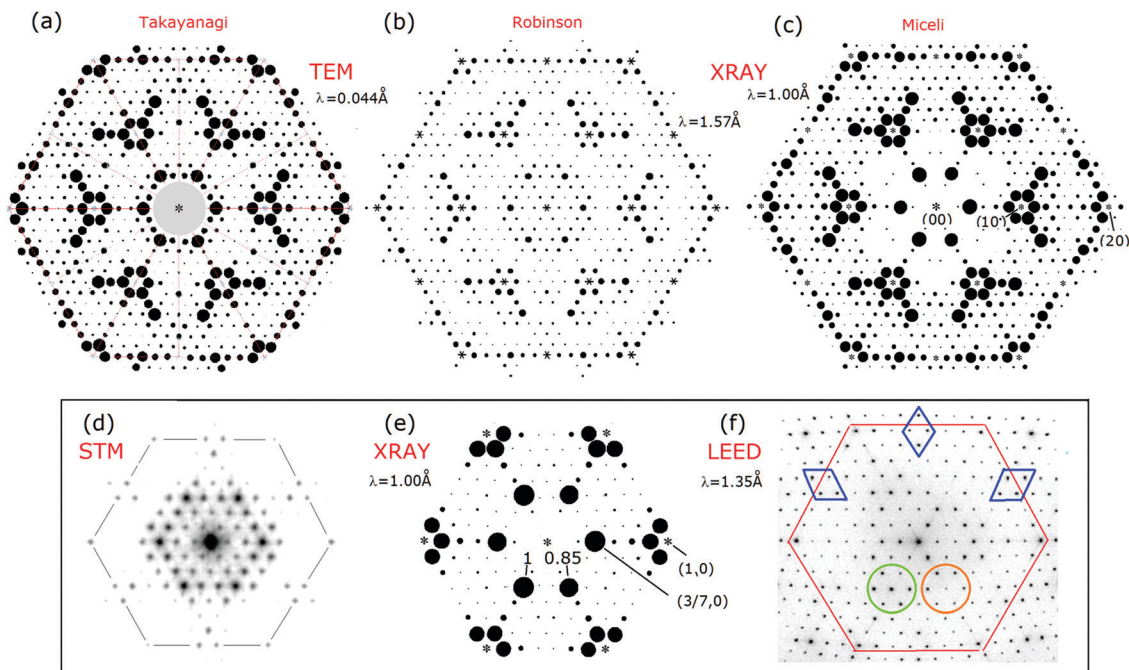 (a)
Takayanagi
TEM
λ=0.044Å
(b)
Robinson
λ=1.57Å
(c)
Miceli
XRAY
λ=1.00Å
(00)
(10)
(20)
(d)
STM
(e)
XRAY
λ=1.00Å
1 0.85
(1,0)
(3/7,0)
(f)
LEED
λ=1.35Å